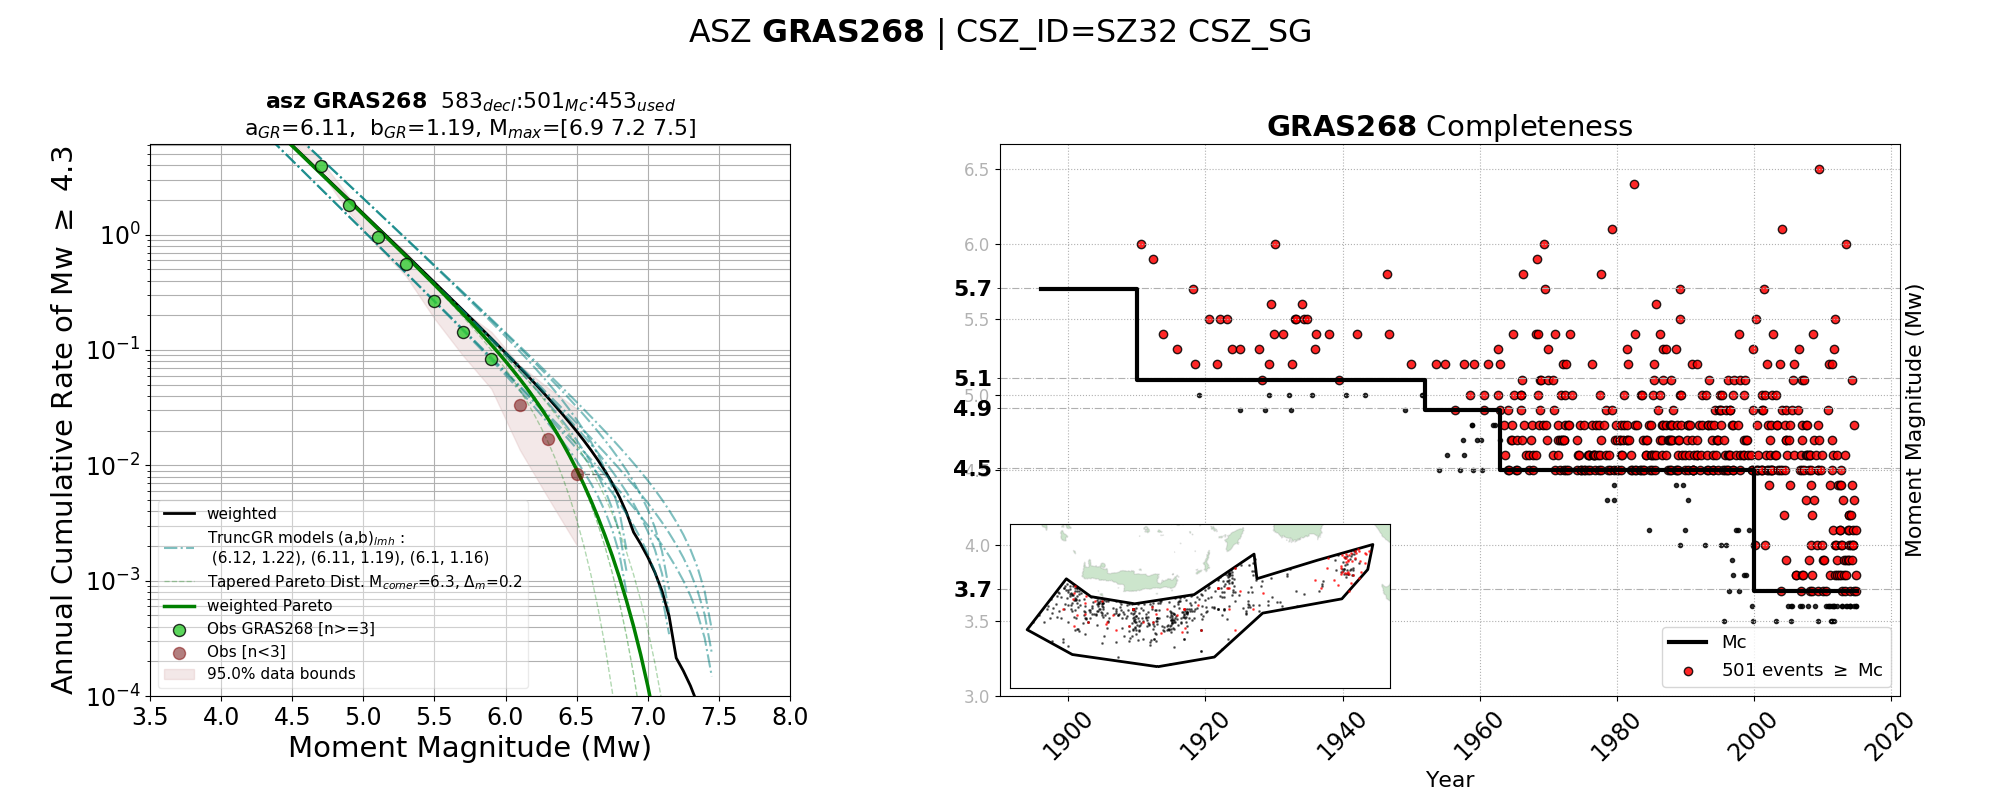 ASZ GRAS268 | CSZ_ID=SZ32 CSZ_SG
asz GRAS268 583decl:501Mc:453used
aGR=6.11, bGR=1.19, Mmax=[6.9 7.2 7.5]
Annual Cumulative Rate of Mw ≥ 4.3
10^0
10^-1
10^-2
10^-3
10^-4
weighted
TruncGR models (a,b)lmh :
(6.12, 1.22), (6.11, 1.19), (6.1, 1.16)
Tapered Pareto Dist. Mcorner=6.3, Δm=0.2
weighted Pareto
Obs GRAS268 [n>=3]
Obs [n<3]
95.0% data bounds
3.5 4.0 4.5 5.0 5.5 6.0 6.5 7.0 7.5 8.0
Moment Magnitude (Mw)
GRAS268 Completeness
6.5
6.0
5.7
5.5
5.1
5.0
4.9
4.5
4.0
3.7
3.5
3.0
Moment Magnitude (Mw)
Mc
501 events ≥ Mc
1900 1920 1940 1960 1980 2000 2020
Year